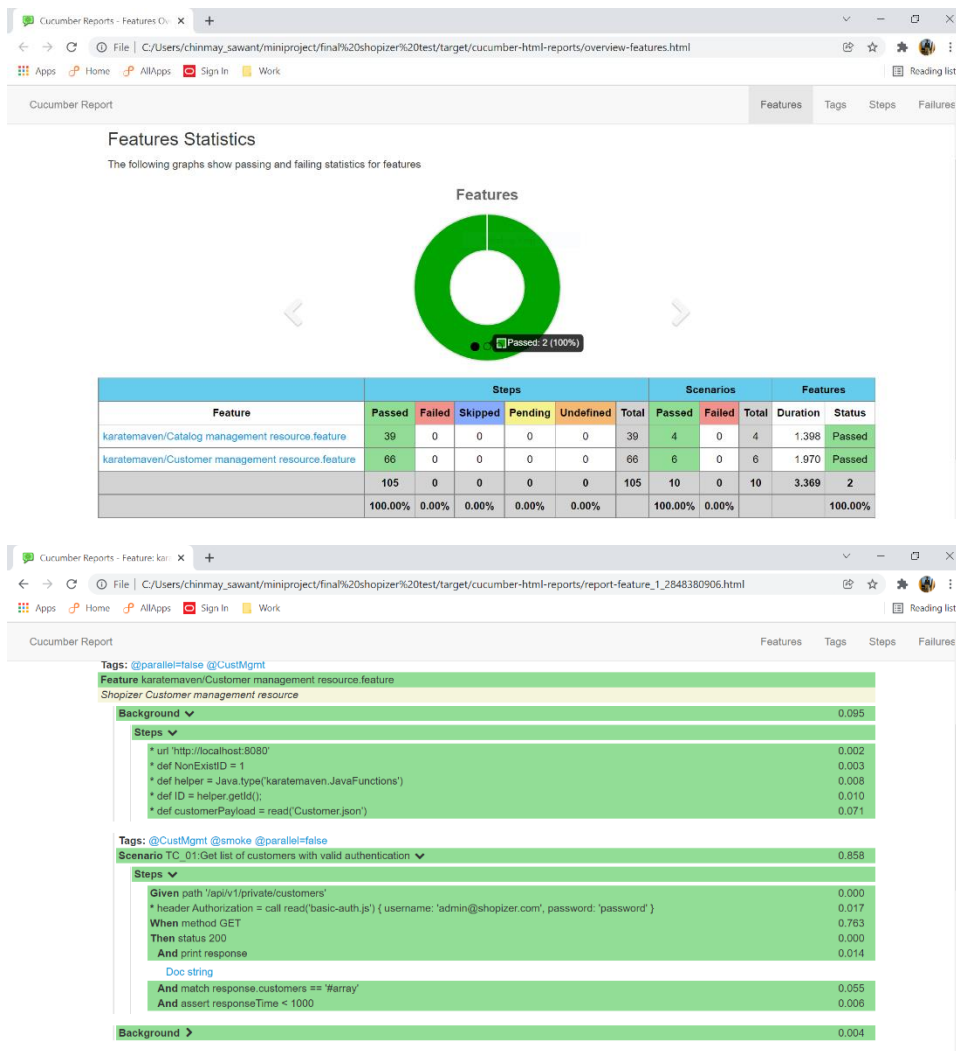 Cucumber Reports - Features Ov
File C:/Users/chinmay_sawant/miniproject/final%20shopizer%20test/target/cucumber-html-reports/overview-features.html
Apps Home AllApps Sign In Work Reading list
Cucumber Report Features Tags Steps Failures
Features Statistics
The following graphs show passing and failing statistics for features
Features
Passed: 2 (100%)
Steps Scenarios Features
Feature Passed Failed Skipped Pending Undefined Total Passed Failed Total Duration Status
karatemaven/Catalog management resource.feature 39 0 0 0 0 39 4 0 4 1.398 Passed
karatemaven/Customer management resource.feature 66 0 0 0 0 66 6 0 6 1.970 Passed
105 0 0 0 0 105 10 0 10 3.369 2
100.00% 0.00% 0.00% 0.00% 0.00% 100.00% 0.00% 100.00%
Cucumber Reports - Feature: kar
File C:/Users/chinmay_sawant/miniproject/final%20shopizer%20test/target/cucumber-html-reports/report-feature_1_2848380906.html
Apps Home AllApps Sign In Work Reading list
Cucumber Report Features Tags Steps Failures
Tags: @parallel=false @CustMgmt
Feature karatemaven/Customer management resource.feature
Shopizer Customer management resource
Background 0.095
Steps
* url 'http://localhost:8080' 0.002
* def NonExistID = 1 0.003
* def helper = Java.type('karatemaven.JavaFunctions') 0.008
* def ID = helper.getId(); 0.010
* def customerPayload = read('Customer.json') 0.071
Tags: @CustMgmt @smoke @parallel=false
Scenario TC_01:Get list of customers with valid authentication 0.858
Steps
Given path '/api/v1/private/customers' 0.000
* header Authorization = call read('basic-auth.js') { username: 'admin@shopizer.com', password: 'password' } 0.017
When method GET 0.763
Then status 200 0.000
And print response 0.014
Doc string
And match response.customers == '#array' 0.055
And assert responseTime < 1000 0.006
Background 0.004